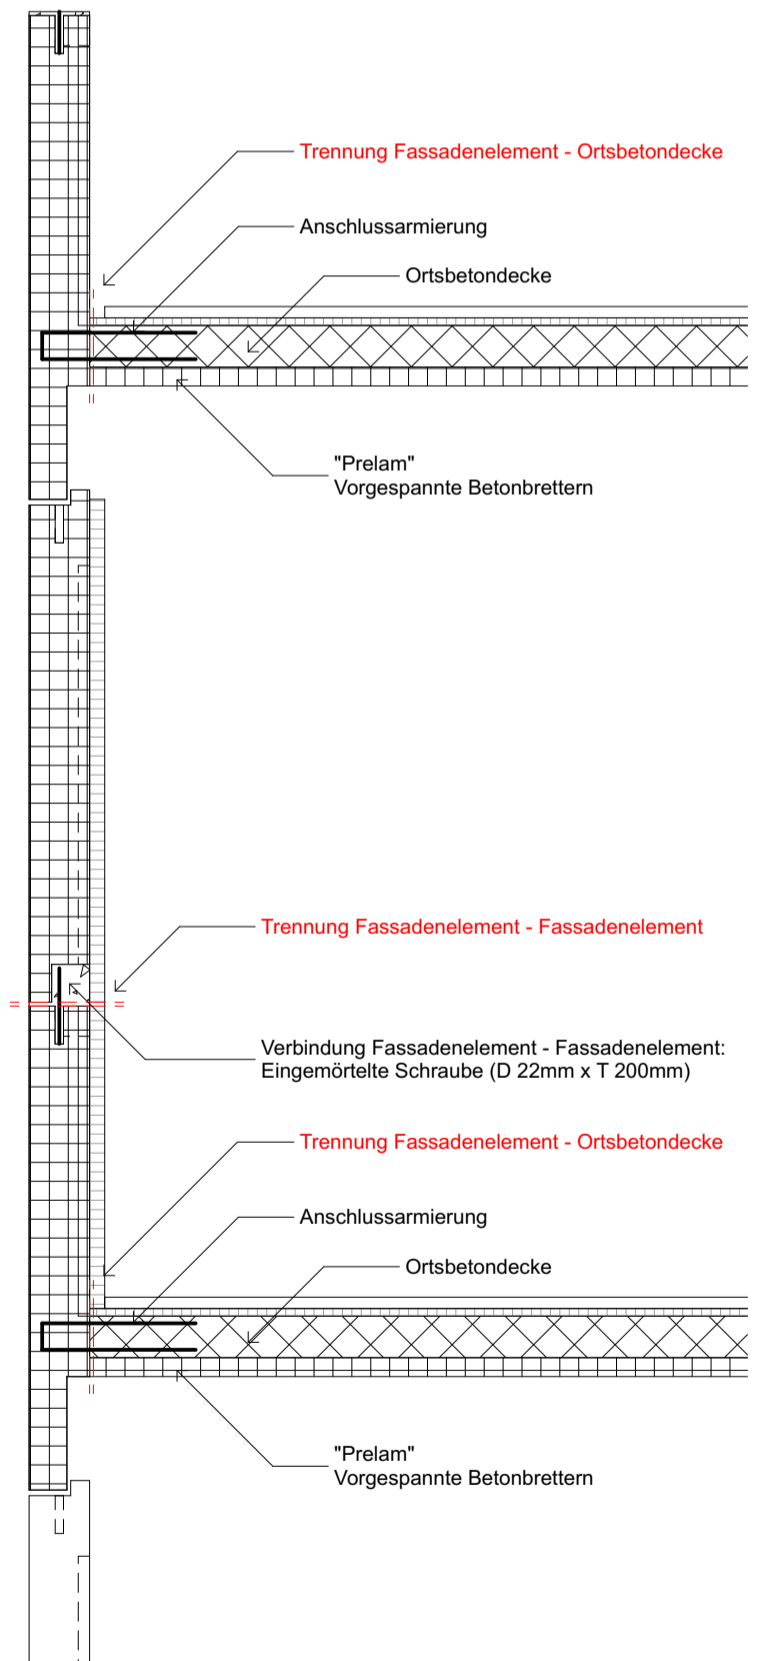 Trennung Fassadenelement - Ortsbetondecke
Anschlussarmierung
Ortsbetondecke
"Prelam"
Vorgespannte Betonbrettern
Trennung Fassadenelement - Fassadenelement
Verbindung Fassadenelement - Fassadenelement:
Eingemörtelte Schraube (D 22mm x T 200mm)
Trennung Fassadenelement - Ortsbetondecke
Anschlussarmierung
Ortsbetondecke
"Prelam"
Vorgespannte Betonbrettern